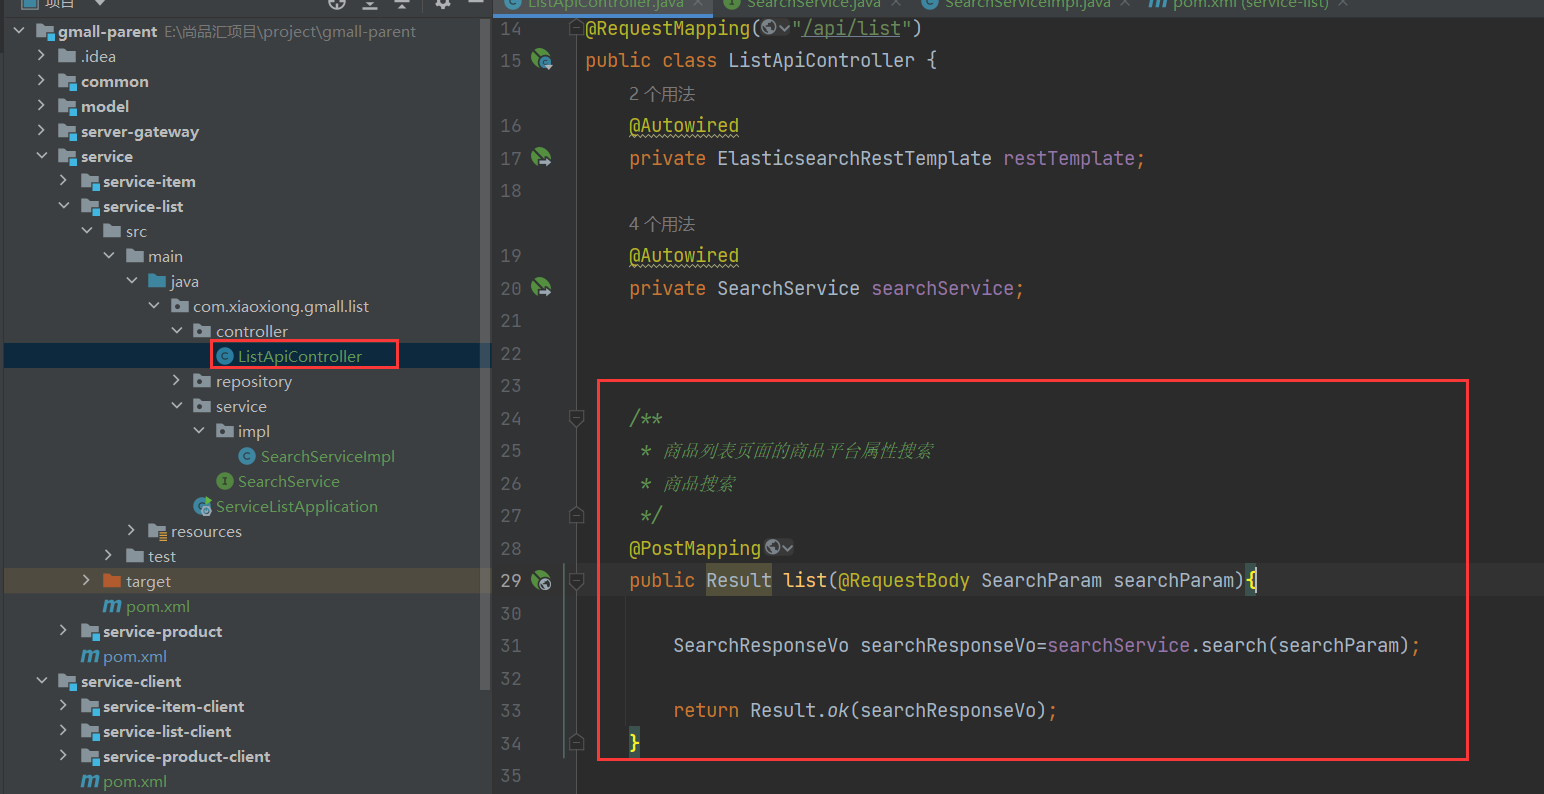 项目
ListApiController.java
SearchService.java
SearchServiceImpl.java
pom.xml (service-list)
gmall-parent E:\尚品汇项目\project\gmall-parent
.idea
common
model
server-gateway
service
service-item
service-list
src
main
java
com.xiaoxiong.gmall.list
controller
ListApiController
repository
service
impl
SearchServiceImpl
SearchService
ServiceListApplication
resources
test
target
pom.xml
service-product
pom.xml
service-client
service-item-client
service-list-client
service-product-client
pom.xml
14 @RequestMapping("/api/list")
15 public class ListApiController {
2 个用法
16 @Autowired
17 private ElasticsearchRestTemplate restTemplate;
18
4 个用法
19 @Autowired
20 private SearchService searchService;
21
22
23
24 /**
25 * 商品列表页面的商品平台属性搜索
26 * 商品搜索
27 */
28 @PostMapping
29 public Result list(@RequestBody SearchParam searchParam){
30
31 SearchResponseVo searchResponseVo=searchService.search(searchParam);
32
33 return Result.ok(searchResponseVo);
34 }
35